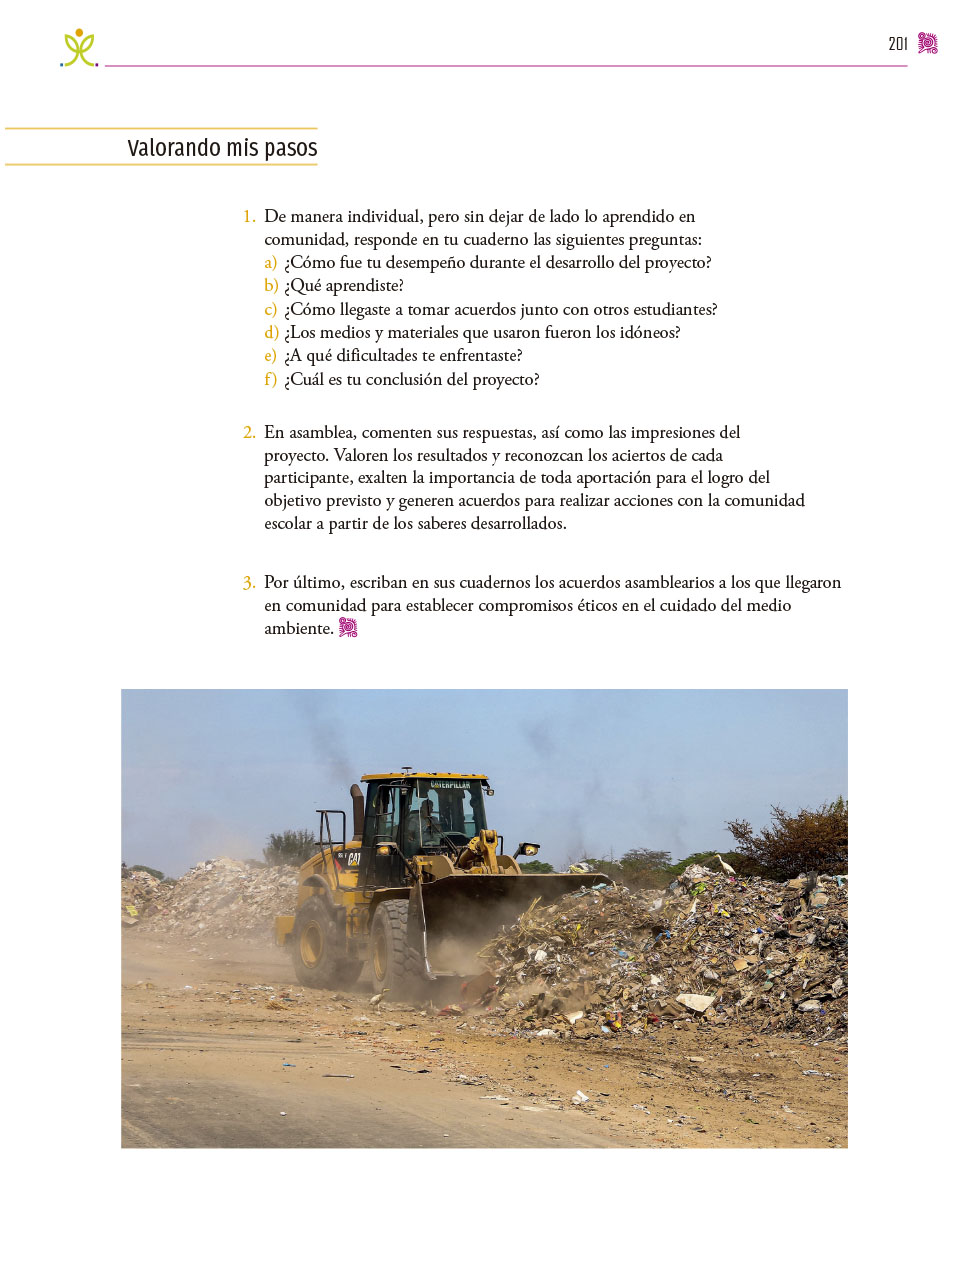 201
Valorando mis pasos
1. De manera individual, pero sin dejar de lado lo aprendido en
comunidad, responde en tu cuaderno las siguientes preguntas:
a) ¿Cómo fue tu desempeño durante el desarrollo del proyecto?
b) ¿Qué aprendiste?
c) ¿Cómo llegaste a tomar acuerdos junto con otros estudiantes?
d) ¿Los medios y materiales que usaron fueron los idóneos?
e) ¿A qué dificultades te enfrentaste?
f) ¿Cuál es tu conclusión del proyecto?
2. En asamblea, comenten sus respuestas, así como las impresiones del
proyecto. Valoren los resultados y reconozcan los aciertos de cada
participante, exalten la importancia de toda aportación para el logro del
objetivo previsto y generen acuerdos para realizar acciones con la comunidad
escolar a partir de los saberes desarrollados.
3. Por último, escriban en sus cuadernos los acuerdos asamblearios a los que llegaron
en comunidad para establecer compromisos éticos en el cuidado del medio
ambiente.
CATERPILLAR
CAT